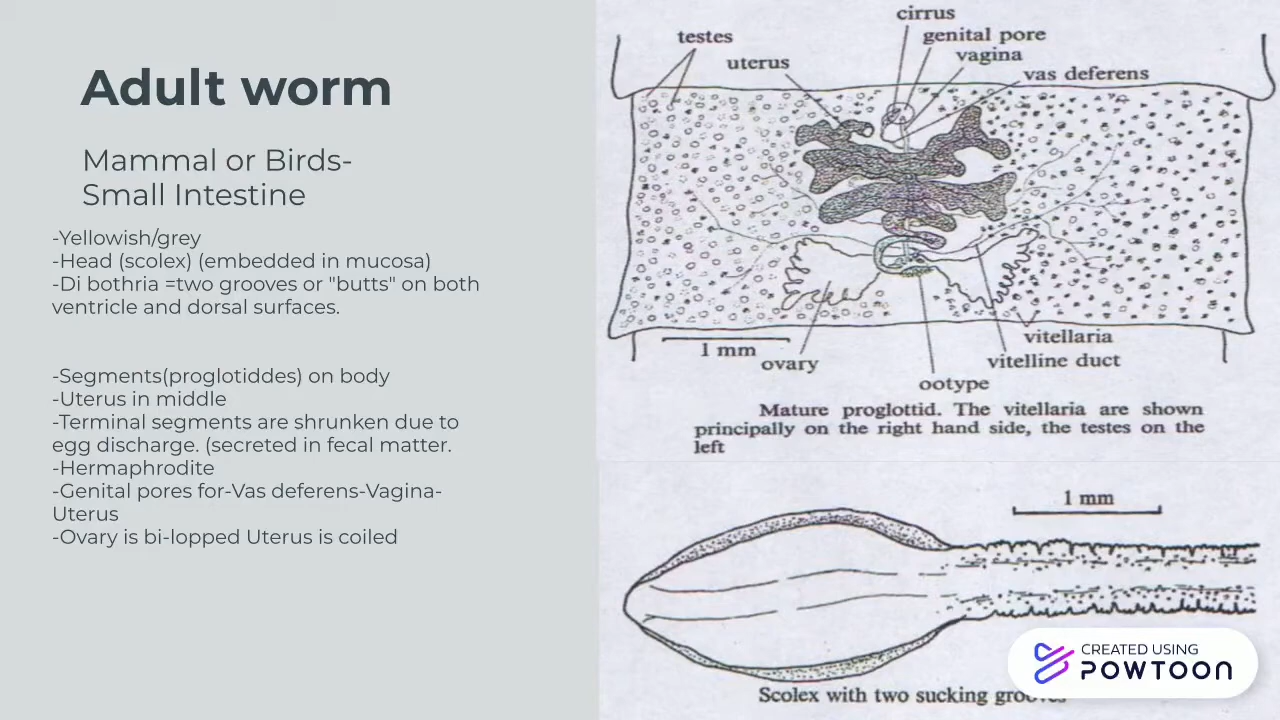 Adult worm
Mammal or Birds-
Small Intestine
-Yellowish/grey
-Head (scolex) (embedded in mucosa)
-Di bothria =two grooves or "butts" on both
ventricle and dorsal surfaces.
-Segments(proglotiddes) on body
-Uterus in middle
-Terminal segments are shrunken due to
egg discharge. (secreted in fecal matter.
-Hermaphrodite
-Genital pores for-Vas deferens-Vagina-
Uterus
-Ovary is bi-lopped Uterus is coiled
cirrus
testes
genital pore
uterus
vagina
vas deferens
1 mm
ovary
vitellaria
vitelline duct
ootype
Mature proglottid. The vitellaria are shown
principally on the right hand side, the testes on the
left
1 mm
Scolex with two sucking grooves
CREATED USING
POWTOON